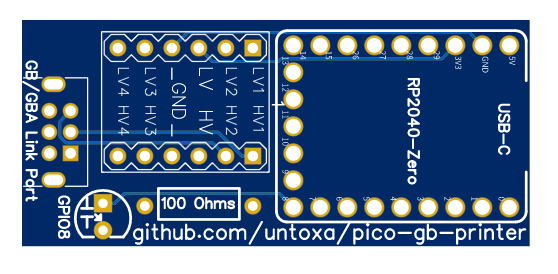 GB/GBA Link Port
LV4 LV3 -GND- LV LV2 LV1
HV4 HV3 HV HV2 HV1
14 15 26 27 28 29 3V3 GND 5V
13
12
11
10
9
8 7 6 5 4 3 2 1 0
RP2040-Zero
USB-C
GPIO8
100 Ohms
github.com/untoxa/pico-gb-printer